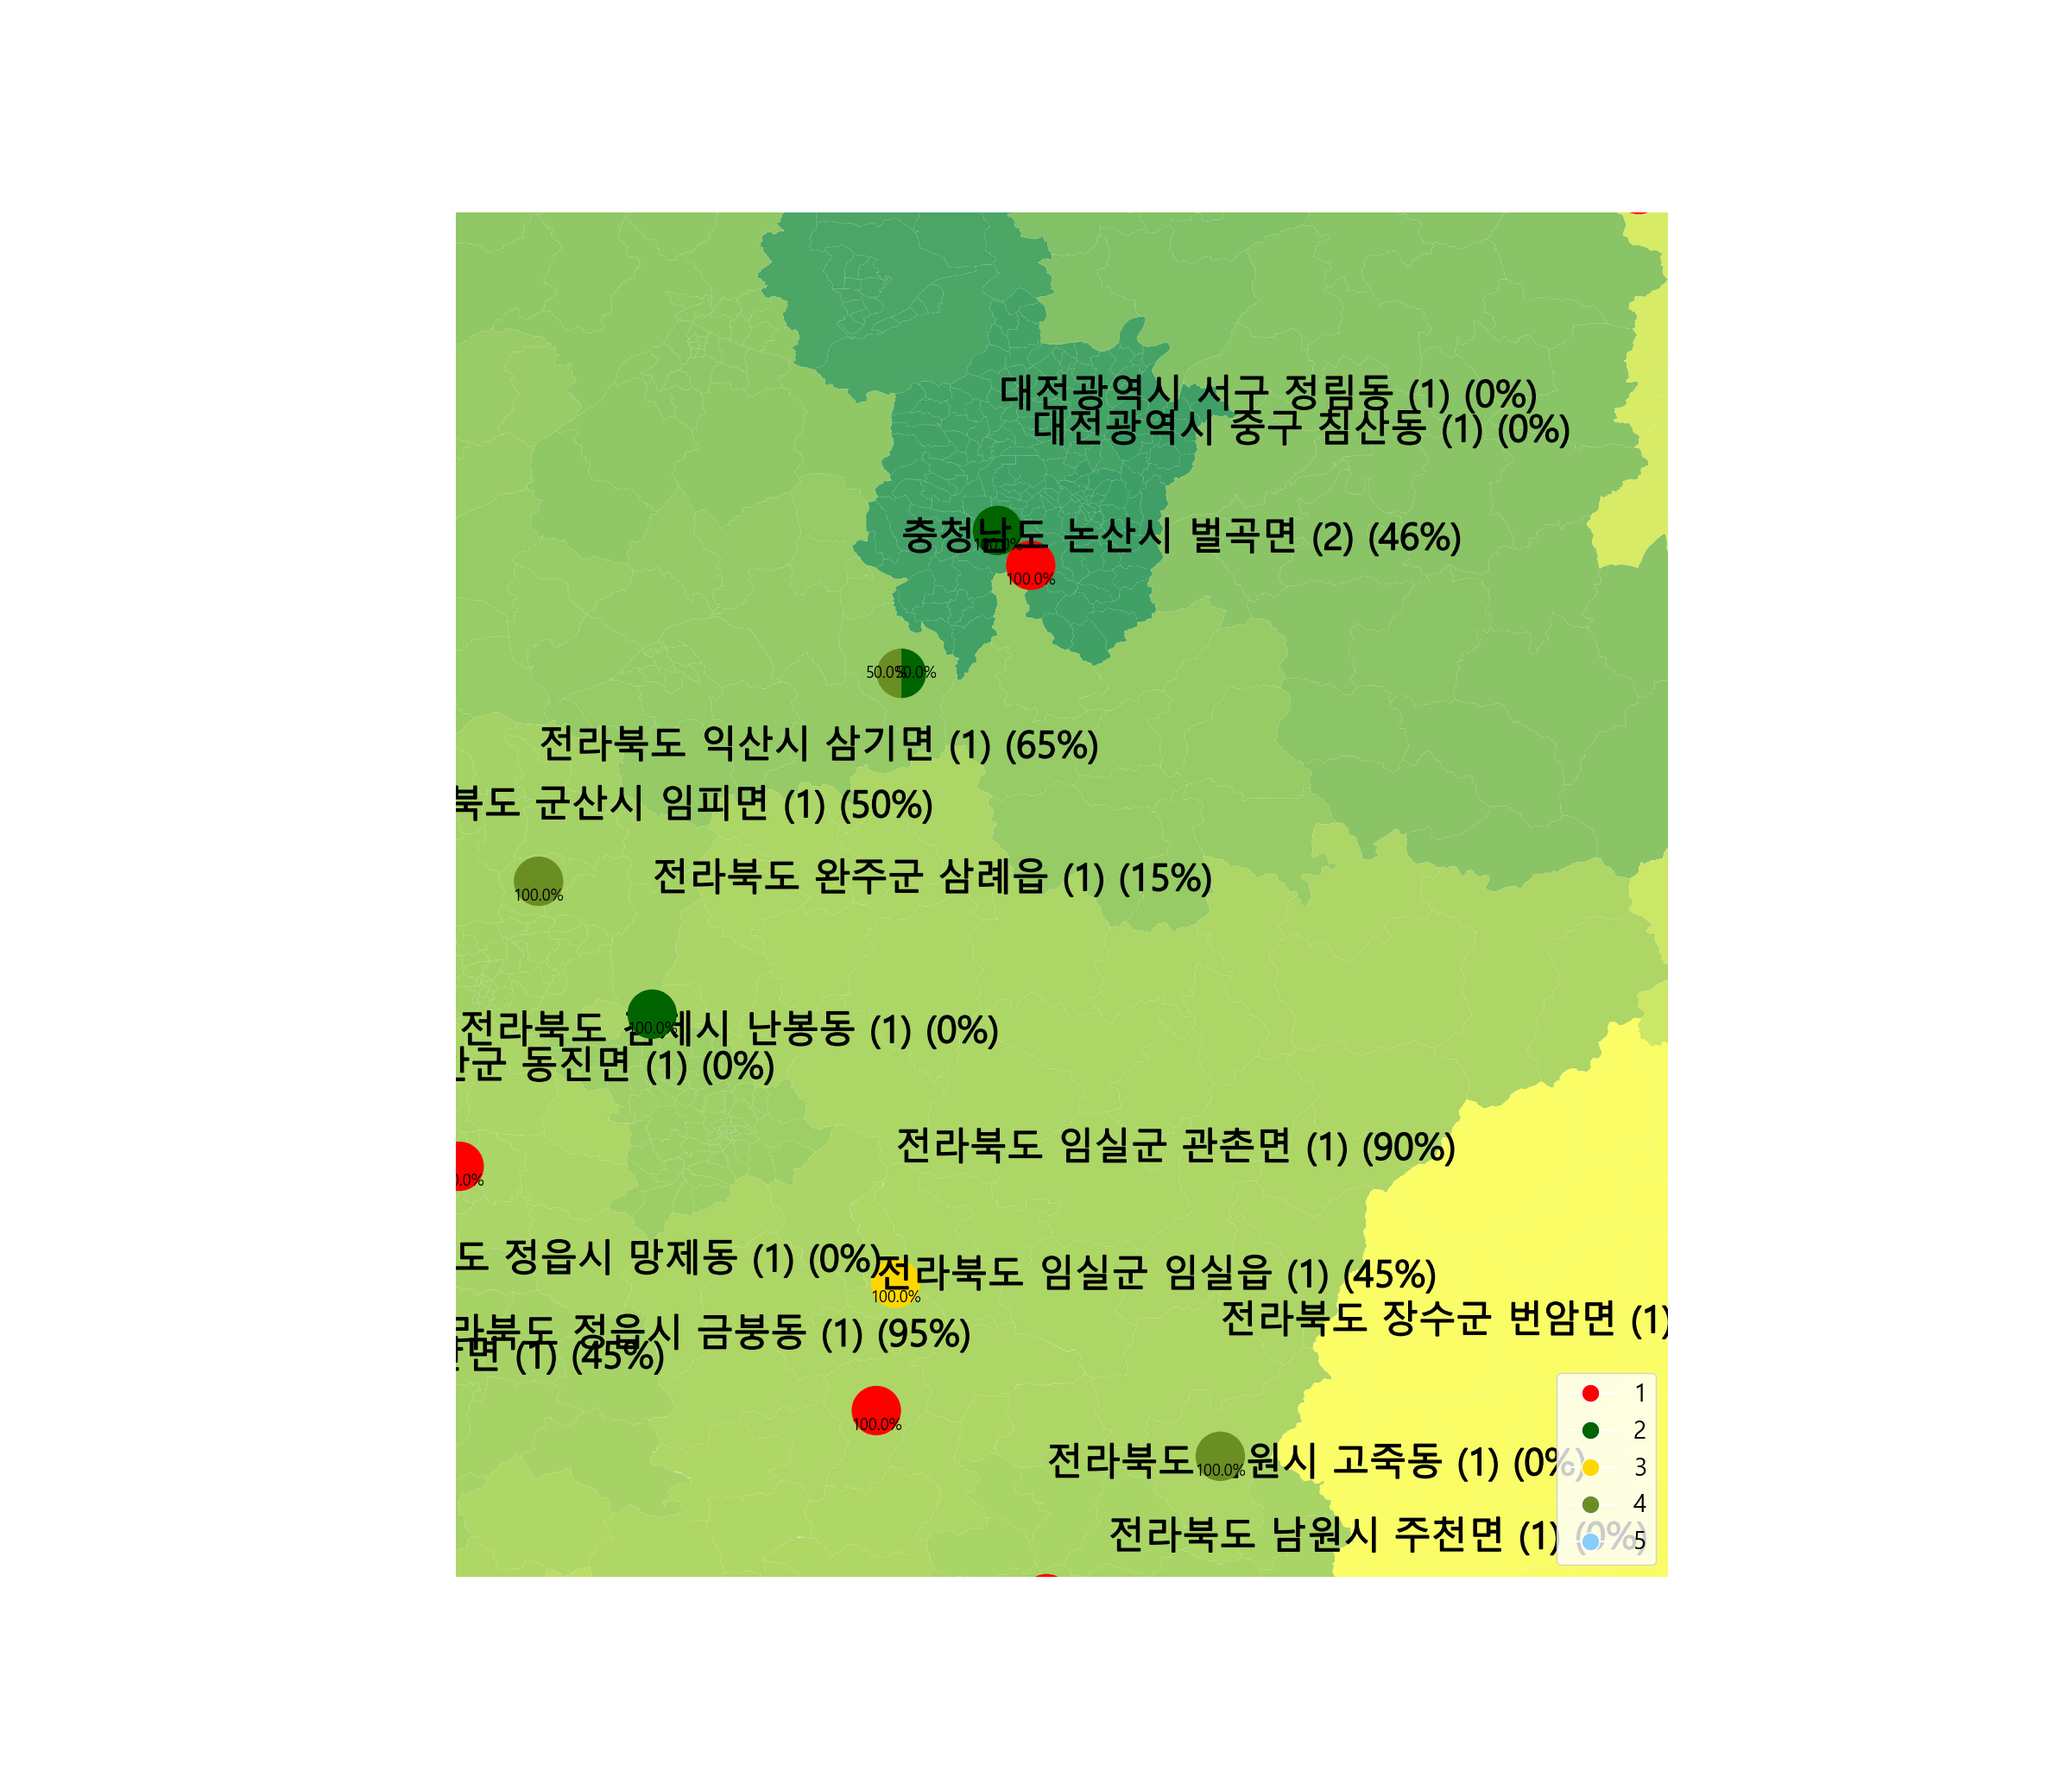 대전광역시 서구 정림동 (1) (0%)
대전광역시 중구 침산동 (1) (0%)
충청남도 논산시 벌곡면 (2) (46%)
100.0%
100.0%
50.0%
50.0%
전라북도 익산시 삼기면 (1) (65%)
북도 군산시 임피면 (1) (50%)
전라북도 완주군 삼례읍 (1) (15%)
100.0%
전라북도 난봉동 (1) (0%)
100.0%
동진면 (1) (0%)
전라북도 임실군 관촌면 (1) (90%)
0.0%
도 정읍시 망제동 (1) (0%)
전라북도 임실군 임실읍 (1) (45%)
100.0%
전라북도 장수군 번암면 (1)
라북도 정읍시 금붕동 (1) (95%)
면 (1) (45%)
100.0%
전라북도 원시 고죽동 (1) (0%)
100.0%
전라북도 남원시 주천면 (1) (0%)
1
2
3
4
5